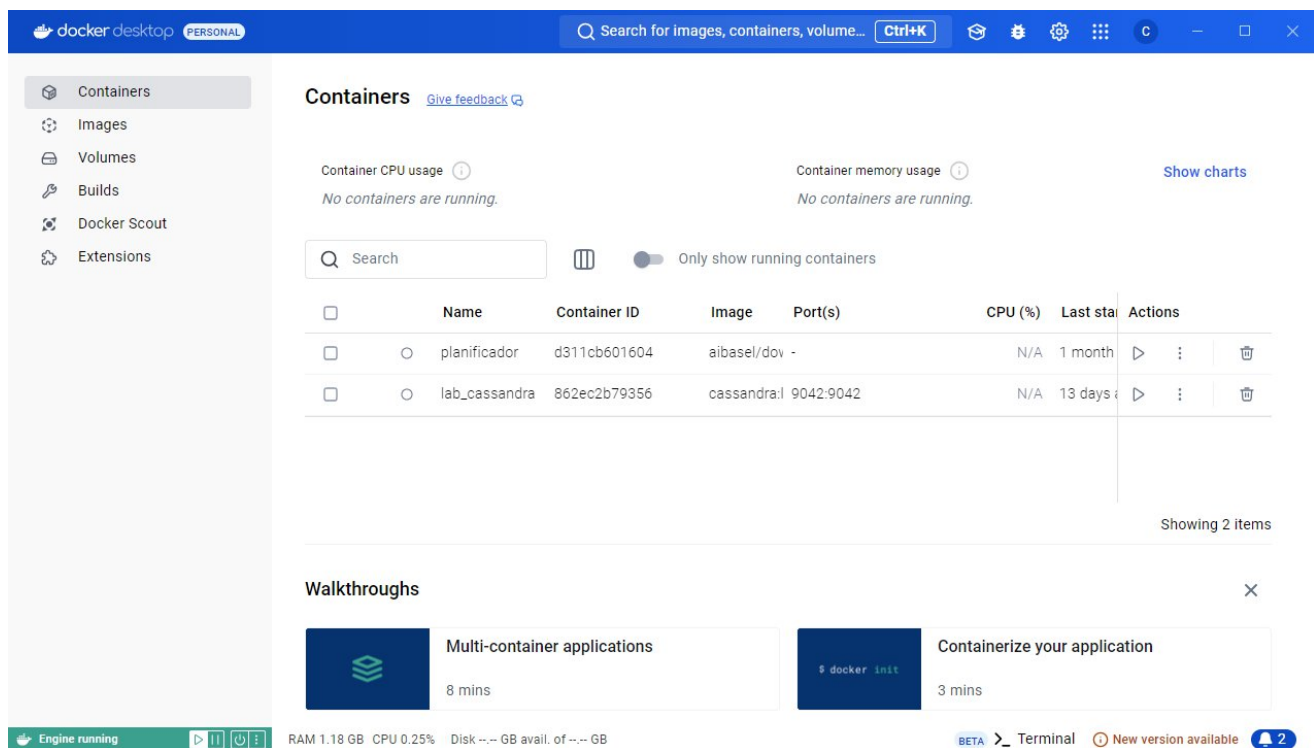 docker desktop PERSONAL
Search for images, containers, volume... Ctrl+K
C
Containers
Images
Volumes
Builds
Docker Scout
Extensions
Containers Give feedback
Container CPU usage
No containers are running.
Container memory usage
No containers are running.
Show charts
Search
Only show running containers
Name Container ID Image Port(s) CPU (%) Last sta Actions
planificador d311cb601604 aibasel/dov - N/A 1 month
lab_cassandra 862ec2b79356 cassandra:l 9042:9042 N/A 13 days a
Showing 2 items
Walkthroughs
Multi-container applications
8 mins
$ docker init
Containerize your application
3 mins
Engine running
RAM 1.18 GB CPU 0.25% Disk --.-- GB avail. of --.-- GB
BETA >_ Terminal
New version available
2